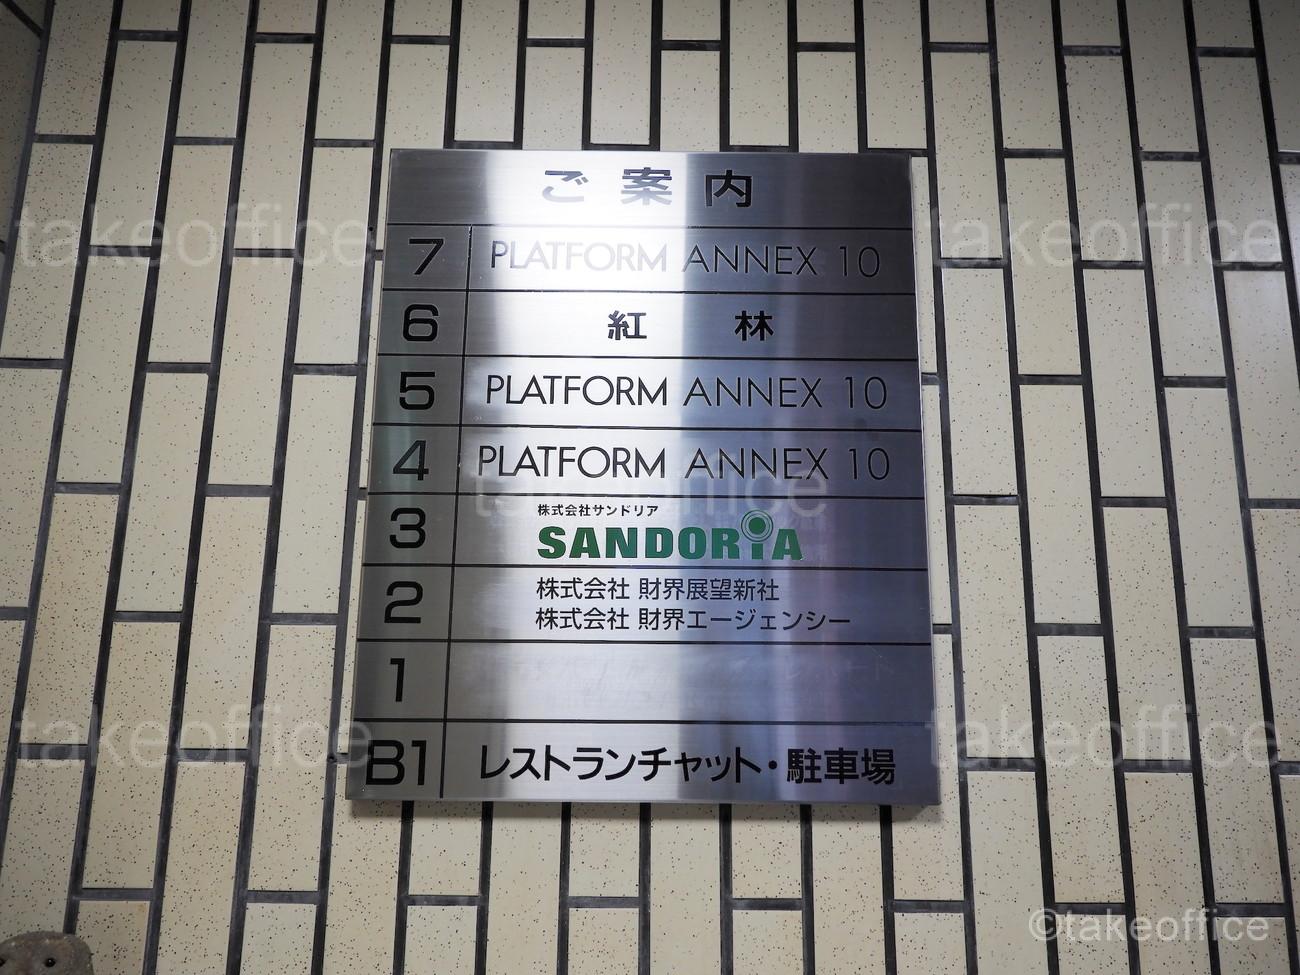 ご案内
7 PLATFORM ANNEX 10
6 紅 林
5 PLATFORM ANNEX 10
4 PLATFORM ANNEX 10
3 株式会社サンドリア
SANDORIA
2 株式会社 財界展望新社
株式会社 財界エージェンシー
1
B1 レストランチャット・駐車場
takeoffice
takeoffice
takeoffice
takeoffice
takeoffice
©takeoffice